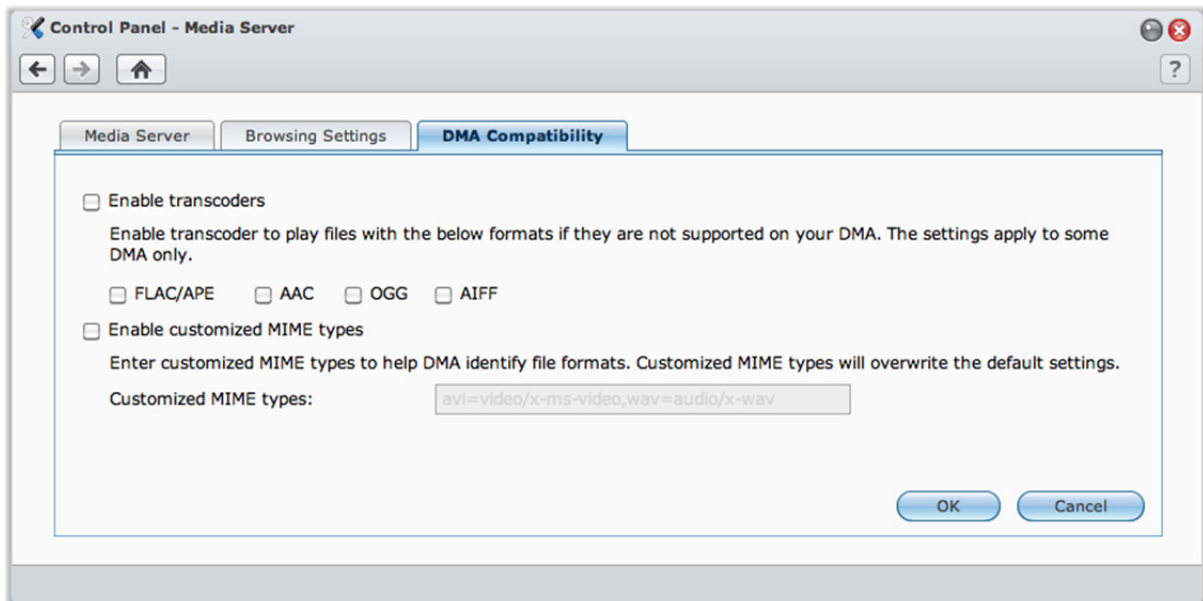 Control Panel - Media Server
?
Media Server
Browsing Settings
DMA Compatibility
Enable transcoders
Enable transcoder to play files with the below formats if they are not supported on your DMA. The settings apply to some
DMA only.
FLAC/APE AAC OGG AIFF
Enable customized MIME types
Enter customized MIME types to help DMA identify file formats. Customized MIME types will overwrite the default settings.
Customized MIME types: avi=video/x-ms-video,wav=audio/x-wav
OK Cancel